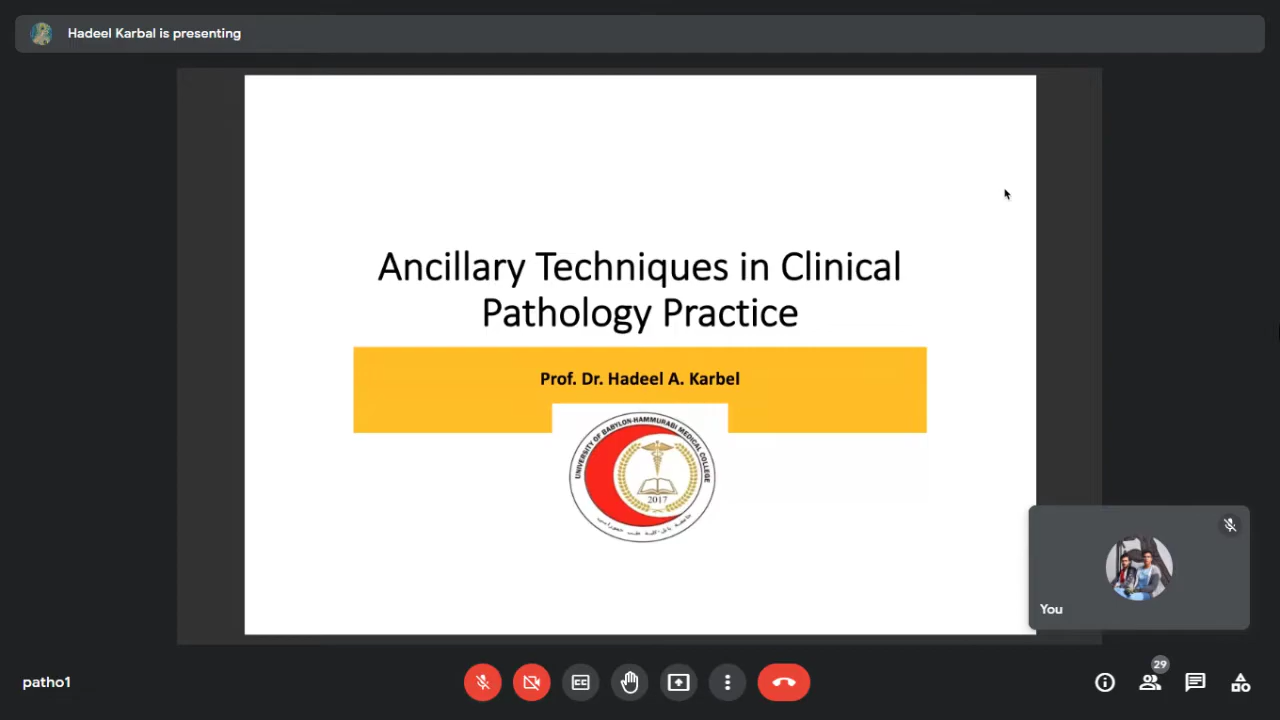 Hadeel Karbal is presenting
Ancillary Techniques in Clinical
Pathology Practice
Prof. Dr. Hadeel A. Karbel
UNIVERSITY OF BABYLON-HAMMURABI MEDICAL COLLEGE
2017
You
patho1
29